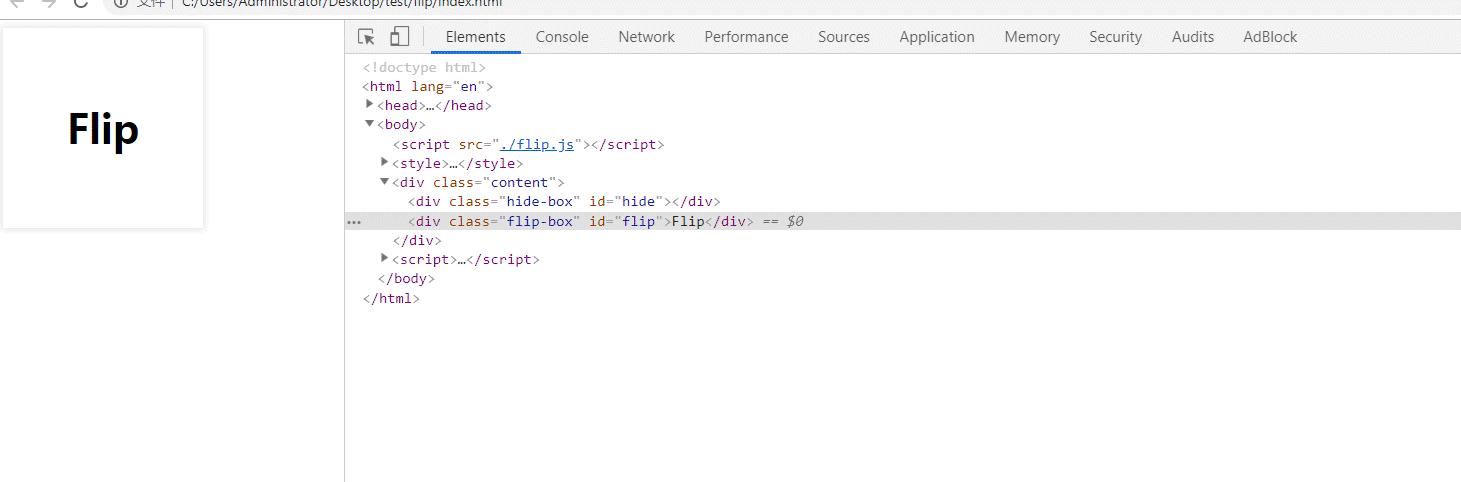 文件 | C:/Users/Administrator/Desktop/test/flip/index.html
Flip
Elements Console Network Performance Sources Application Memory Security Audits AdBlock
<!doctype html>
<html lang="en">
<head>…</head>
<body>
<script src="./flip.js"></script>
<style>…</style>
<div class="content">
<div class="hide-box" id="hide"></div>
<div class="flip-box" id="flip">Flip</div> == $0
</div>
<script>…</script>
</body>
</html>